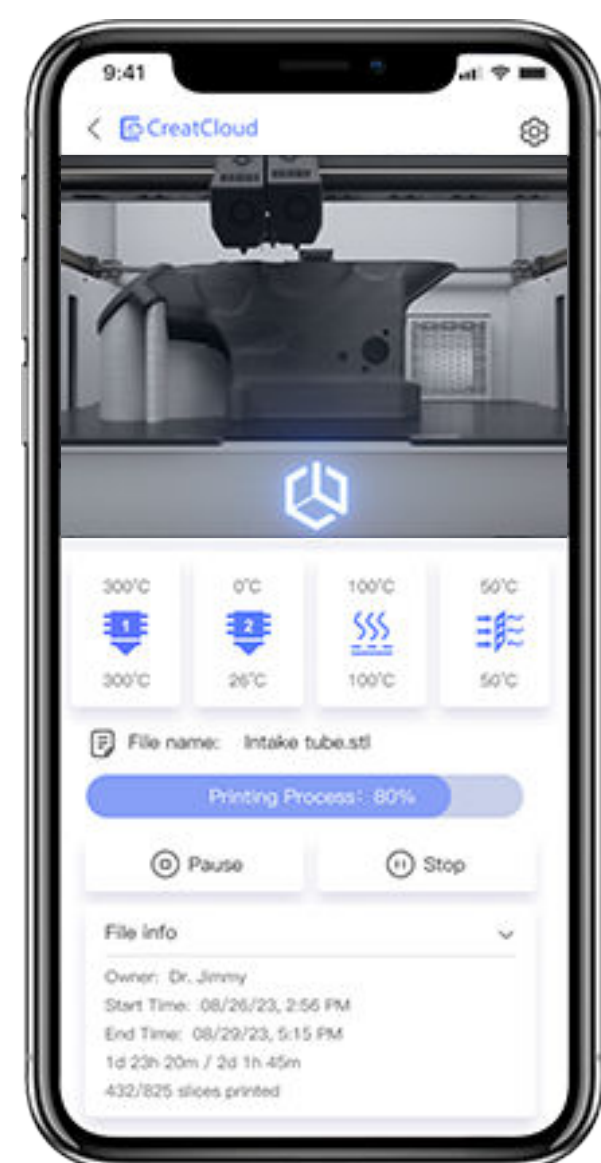 9:41
CreatCloud
300°C 0°C 100°C 50°C
1 2
300°C 26°C 100°C 50°C
File name: Intake tube.stl
Printing Process: 80%
Pause Stop
File info
Owner: Dr. Jimmy
Start Time: 08/26/23, 2:56 PM
End Time: 08/29/23, 5:15 PM
1d 23h 20m / 2d 1h 45m
432/825 slices printed